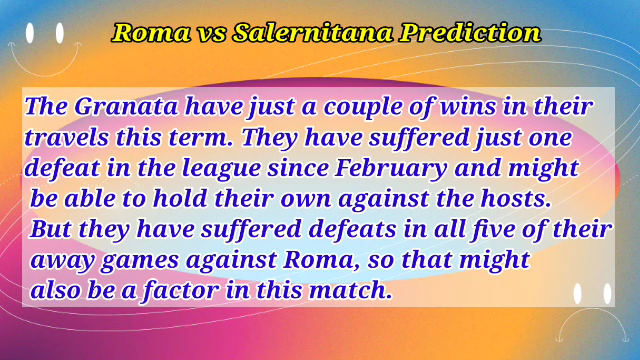 Roma vs Salernitana Prediction
The Granata have just a couple of wins in their
travels this term. They have suffered just one
defeat in the league since February and might
be able to hold their own against the hosts.
But they have suffered defeats in all five of their
away games against Roma, so that might
also be a factor in this match.